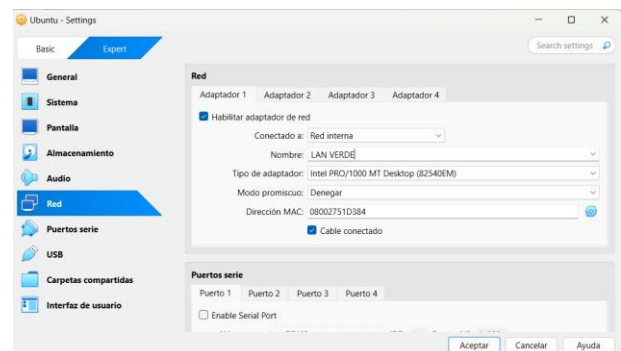 Ubuntu - Settings
Basic Expert
Search settings
General
Sistema
Pantalla
Almacenamiento
Audio
Red
Puertos serie
USB
Carpetas compartidas
Interfaz de usuario
Red
Adaptador 1 Adaptador 2 Adaptador 3 Adaptador 4
Habilitar adaptador de red
Conectado a: Red interna
Nombre: LAN VERDE
Tipo de adaptador: Intel PRO/1000 MT Desktop (82540EM)
Modo promiscuo: Denegar
Dirección MAC: 08002751D384
Cable conectado
Puertos serie
Puerto 1 Puerto 2 Puerto 3 Puerto 4
Enable Serial Port
Aceptar Cancelar Ayuda